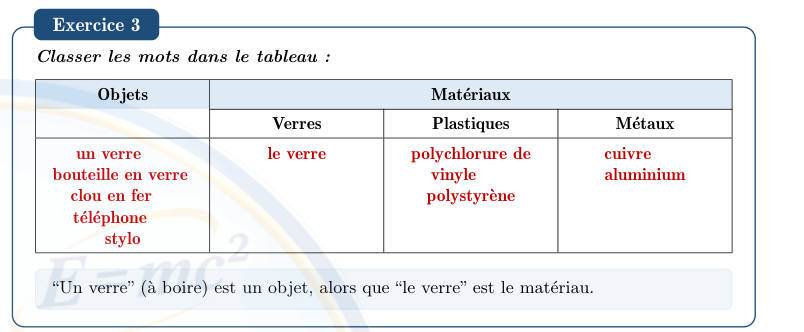 Exercice 3
Classer les mots dans le tableau :
Objets Matériaux
Verres Plastiques Métaux
un verre le verre polychlorure de cuivre
bouteille en verre vinyle aluminium
clou en fer polystyrène
téléphone
stylo
E=mc²
“Un verre” (à boire) est un objet, alors que “le verre” est le matériau.